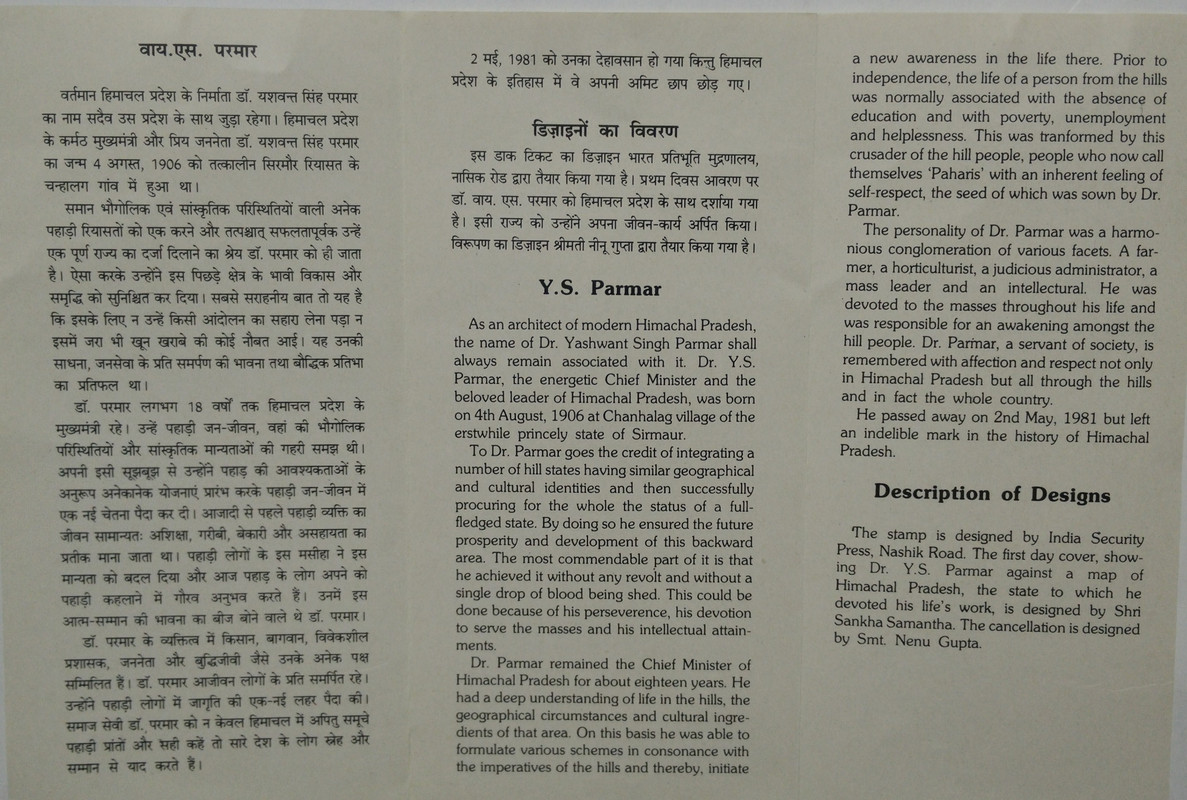 वाय.एस. परमार
वर्तमान हिमाचल प्रदेश के निर्माता डॉ. यशवन्त सिंह परमार
का नाम सदैव उस प्रदेश के साथ जुड़ा रहेगा। हिमाचल प्रदेश
के कर्मठ मुख्यमंत्री और प्रिय जननेता डॉ. यशवन्त सिंह परमार
का जन्म 4 अगस्त, 1906 को तत्कालीन सिरमौर रियासत के
चन्हालग गांव में हुआ था।
समान भौगोलिक एवं सांस्कृतिक परिस्थितियों वाली अनेक
पहाड़ी रियासतों को एक करने और तत्पश्चात् सफलतापूर्वक उन्हें
एक पूर्ण राज्य का दर्जा दिलाने का श्रेय डॉ. परमार को ही जाता
है। ऐसा करके उन्होंने इस पिछड़े क्षेत्र के भावी विकास और
समृद्धि को सुनिश्चित कर दिया। सबसे सराहनीय बात तो यह है
कि इसके लिए न उन्हें किसी आंदोलन का सहारा लेना पड़ा न
इसमें जरा भी खून खराबे की कोई नौबत आई। यह उनकी
साधना, जनसेवा के प्रति समर्पण की भावना तथा बौद्धिक प्रतिभा
का प्रतिफल था।
डॉ. परमार लगभग 18 वर्षों तक हिमाचल प्रदेश के
मुख्यमंत्री रहे। उन्हें पहाड़ी जन-जीवन, वहां की भौगोलिक
परिस्थितियों और सांस्कृतिक मान्यताओं की गहरी समझ थी।
अपनी इसी सूझबूझ से उन्होंने पहाड़ की आवश्यकताओं के
अनुरूप अनेकानेक योजनाएं प्रारंभ करके पहाड़ी जन-जीवन में
एक नई चेतना पैदा कर दी। आजादी से पहले पहाड़ी व्यक्ति का
जीवन सामान्यतः अशिक्षा, गरीबी, बेकारी और असहायता का
प्रतीक माना जाता था। पहाड़ी लोगों के इस मसीहा ने इस
मान्यता को बदल दिया और आज पहाड़ के लोग अपने को
पहाड़ी कहलाने में गौरव अनुभव करते हैं। उनमें इस
आत्म-सम्मान की भावना का बीज बोने वाले थे डॉ. परमार।
डॉ. परमार के व्यक्तित्व में किसान, बागवान, विवेकशील
प्रशासक, जननेता और बुद्धिजीवी जैसे उनके अनेक पक्ष
सम्मिलित हैं। डॉ. परमार आजीवन लोगों के प्रति समर्पित रहे।
उन्होंने पहाड़ी लोगों में जागृति की एक-नई लहर पैदा की।
समाज सेवी डॉ. परमार को न केवल हिमाचल में अपितु समूचे
पहाड़ी प्रांतों और सही कहें तो सारे देश के लोग स्नेह और
सम्मान से याद करते हैं।
2 मई, 1981 को उनका देहावसान हो गया किन्तु हिमाचल
प्रदेश के इतिहास में वे अपनी अमिट छाप छोड़ गए।
डिज़ाइनों का विवरण
इस डाक टिकट का डिज़ाइन भारत प्रतिभूति मुद्रणालय,
नासिक रोड द्वारा तैयार किया गया है। प्रथम दिवस आवरण पर
डॉ. वाय. एस. परमार को हिमाचल प्रदेश के साथ दर्शाया गया
है। इसी राज्य को उन्होंने अपना जीवन-कार्य अर्पित किया।
विरूपण का डिज़ाइन श्रीमती नीनू गुप्ता द्वारा तैयार किया गया है।
Y.S. Parmar
As an architect of modern Himachal Pradesh,
the name of Dr. Yashwant Singh Parmar shall
always remain associated with it. Dr. Y.S.
Parmar, the energetic Chief Minister and the
beloved leader of Himachal Pradesh, was born
on 4th August, 1906 at Chanhalag village of the
erstwhile princely state of Sirmaur.
To Dr. Parmar goes the credit of integrating a
number of hill states having similar geographical
and cultural identities and then successfully
procuring for the whole the status of a full-
fledged state. By doing so he ensured the future
prosperity and development of this backward
area. The most commendable part of it is that
he achieved it without any revolt and without a
single drop of blood being shed. This could be
done because of his perseverence, his devotion
to serve the masses and his intellectual attain-
ments.
Dr. Parmar remained the Chief Minister of
Himachal Pradesh for about eighteen years. He
had a deep understanding of life in the hills, the
geographical circumstances and cultural ingre-
dients of that area. On this basis he was able to
formulate various schemes in consonance with
the imperatives of the hills and thereby, initiate
a new awareness in the life there. Prior to
independence, the life of a person from the hills
was normally associated with the absence of
education and with poverty, unemployment
and helplessness. This was tranformed by this
crusader of the hill people, people who now call
themselves 'Paharis' with an inherent feeling of
self-respect, the seed of which was sown by Dr.
Parmar.
The personality of Dr. Parmar was a harmo-
nious conglomeration of various facets. A far-
mer, a horticulturist, a judicious administrator, a
mass leader and an intellectual. He was
devoted to the masses throughout his life and
was responsible for an awakening amongst the
hill people. Dr. Parmar, a servant of society, is
remembered with affection and respect not only
in Himachal Pradesh but all through the hills
and in fact the whole country.
He passed away on 2nd May, 1981 but left
an indelible mark in the history of Himachal
Pradesh.
Description of Designs
The stamp is designed by India Security
Press, Nashik Road. The first day cover, show-
ing Dr. Y.S. Parmar against a map of
Himachal Pradesh, the state to which he
devoted his life's work, is designed by Shri
Sankha Samantha. The cancellation is designed
by Smt. Nenu Gupta.